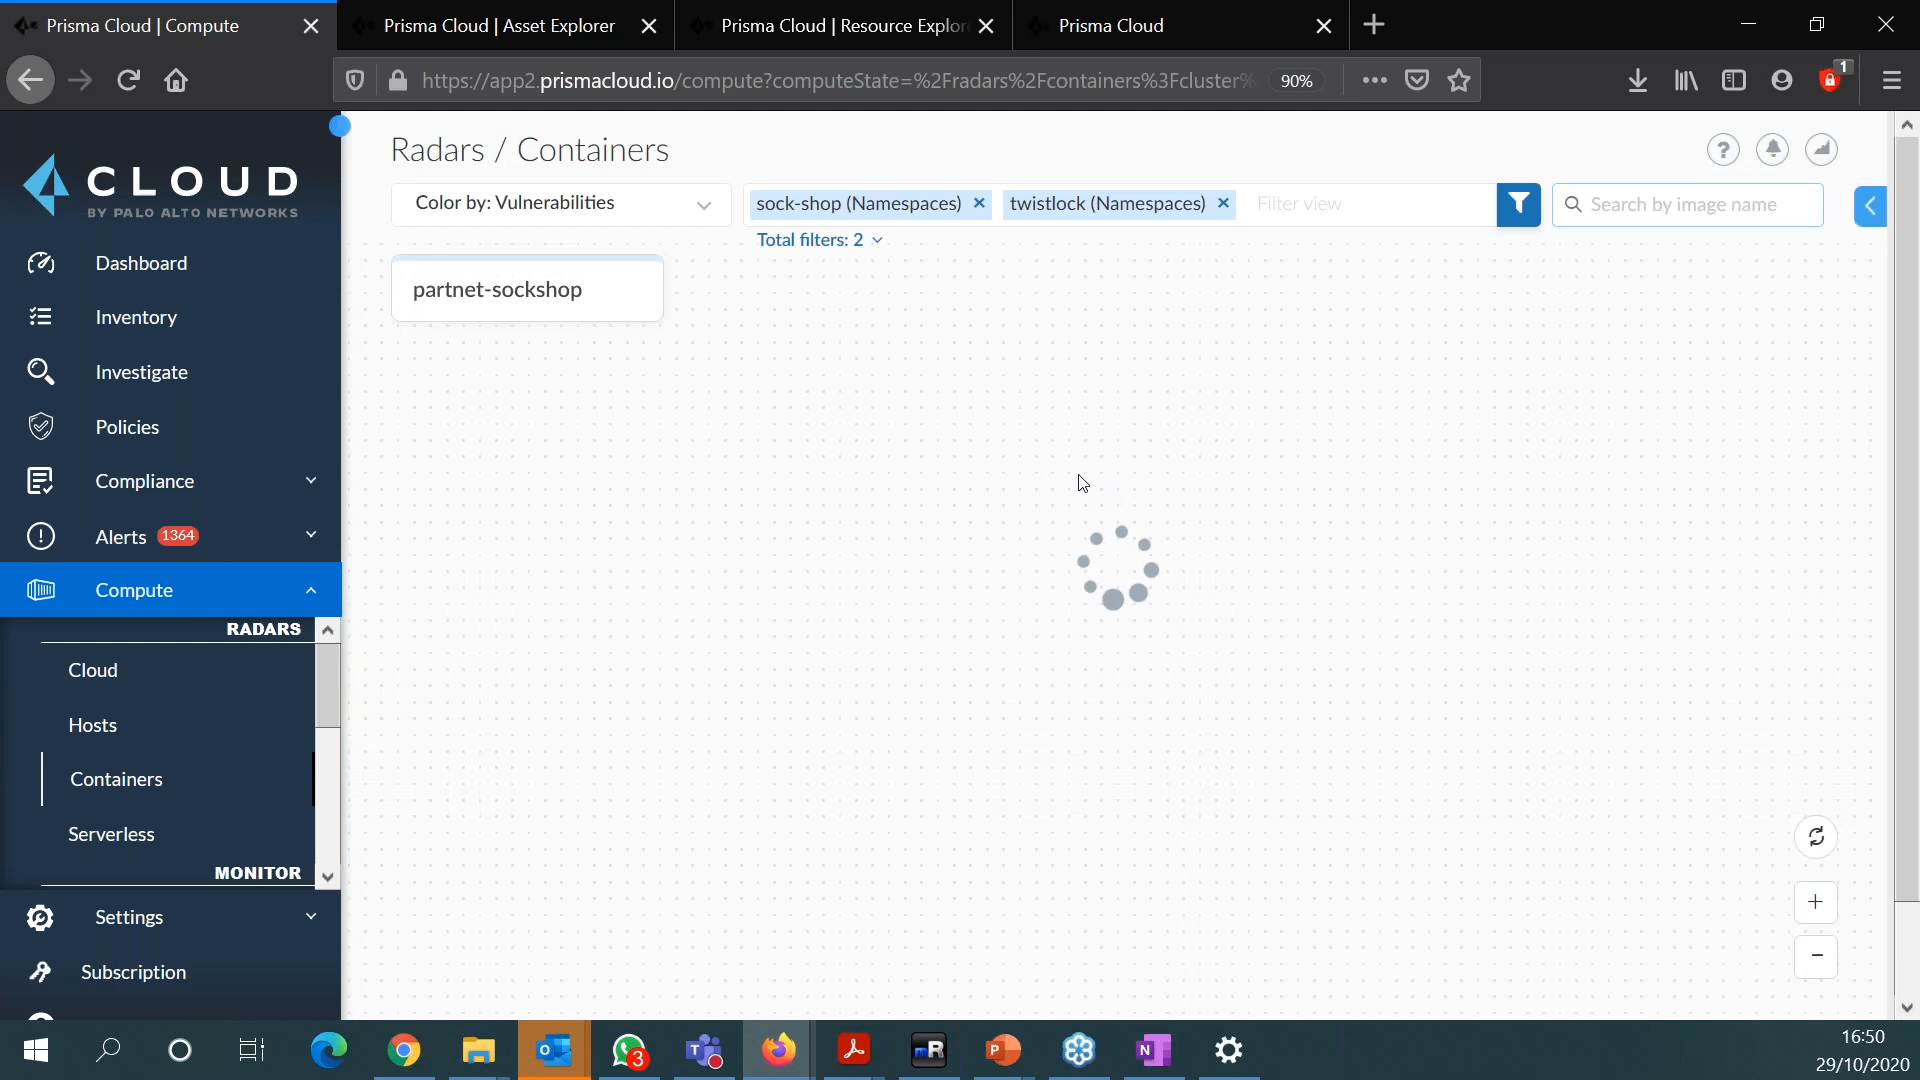 Prisma Cloud | Compute
Prisma Cloud | Asset Explorer
Prisma Cloud | Resource Explor
Prisma Cloud
https://app2.prismacloud.io/compute?computeState=%2Fradars%2Fcontainers%3Fcluster%
90%
1
CLOUD
BY PALO ALTO NETWORKS
Radars / Containers
?
Color by: Vulnerabilities
sock-shop (Namespaces) ×
twistlock (Namespaces) ×
Filter view
Search by image name
Total filters: 2
partnet-sockshop
Dashboard
Inventory
Investigate
Policies
Compliance
Alerts 1364
Compute
RADARS
Cloud
Hosts
Containers
Serverless
MONITOR
Settings
Subscription
+
−
3
16:50
29/10/2020